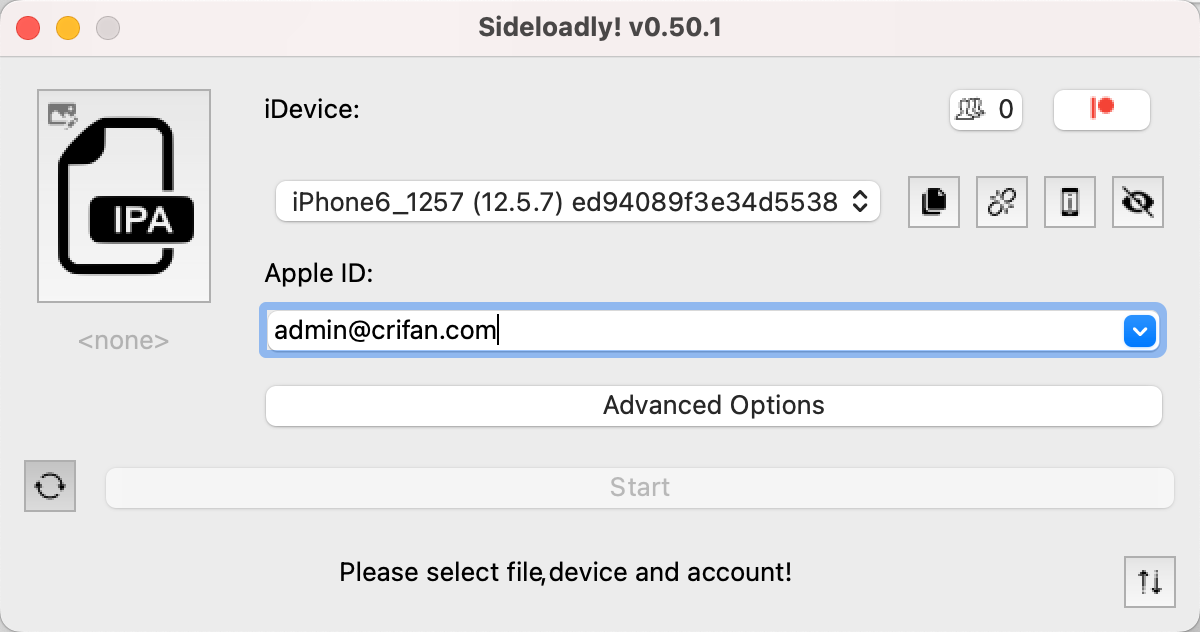 Sideloadly! v0.50.1
iDevice:
0
IPA
iPhone6_1257 (12.5.7) ed94089f3e34d5538
Apple ID:
admin@crifan.com
<none>
Advanced Options
Start
Please select file,device and account!